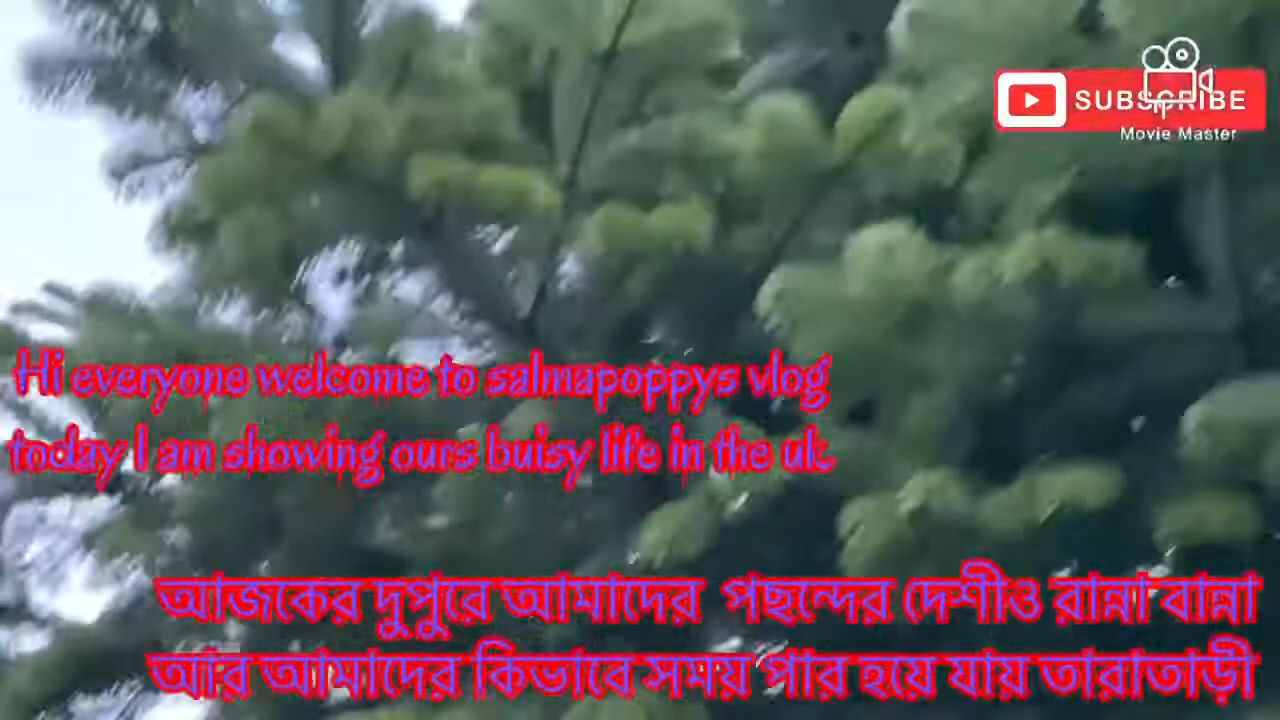 SUBSCRIBE
Movie Master
Hi everyone welcome to salmapoppys vlog
today I am showing ours buisy life in the uk
আজকের দুপুরে আমাদের পছন্দের দেশীও রান্না বান্না
আর আমাদের কিভাবে সময় পার হয়ে যায় তারাতাড়ী